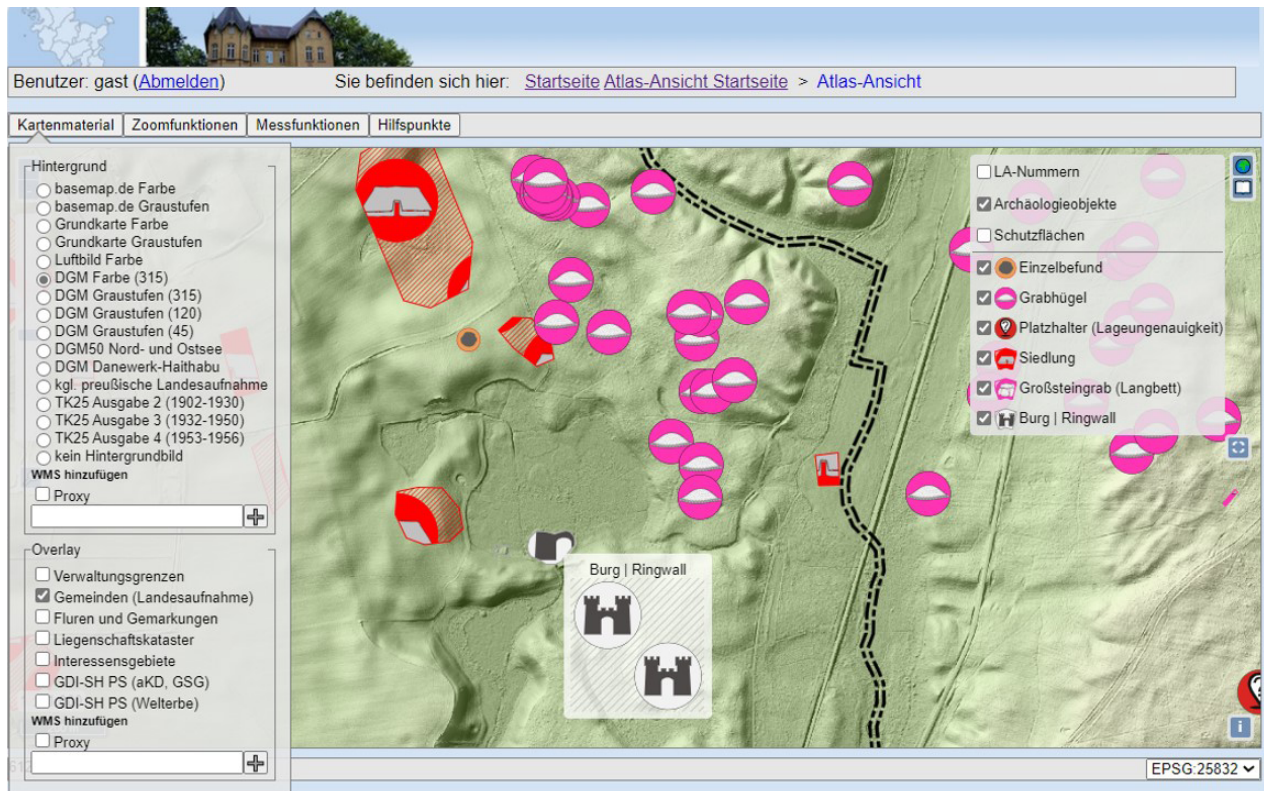 Benutzer: gast (Abmelden) Sie befinden sich hier: Startseite Atlas-Ansicht Startseite > Atlas-Ansicht
Kartenmaterial Zoomfunktionen Messfunktionen Hilfspunkte
Hintergrund
basemap.de Farbe
basemap.de Graustufen
Grundkarte Farbe
Grundkarte Graustufen
Luftbild Farbe
DGM Farbe (315)
DGM Graustufen (315)
DGM Graustufen (120)
DGM Graustufen (45)
DGM50 Nord- und Ostsee
DGM Danewerk-Haithabu
kgl. preußische Landesaufnahme
TK25 Ausgabe 2 (1902-1930)
TK25 Ausgabe 3 (1932-1950)
TK25 Ausgabe 4 (1953-1956)
kein Hintergrundbild
WMS hinzufügen
Proxy
Overlay
Verwaltungsgrenzen
Gemeinden (Landesaufnahme)
Fluren und Gemarkungen
Liegenschaftskataster
Interessensgebiete
GDI-SH PS (aKD, GSG)
GDI-SH PS (Welterbe)
WMS hinzufügen
Proxy
LA-Nummern
Archäologieobjekte
Schutzflächen
Einzelbefund
Grabhügel
Platzhalter (Lageungenauigkeit)
Siedlung
Großsteingrab (Langbett)
Burg | Ringwall
Burg | Ringwall
EPSG:25832